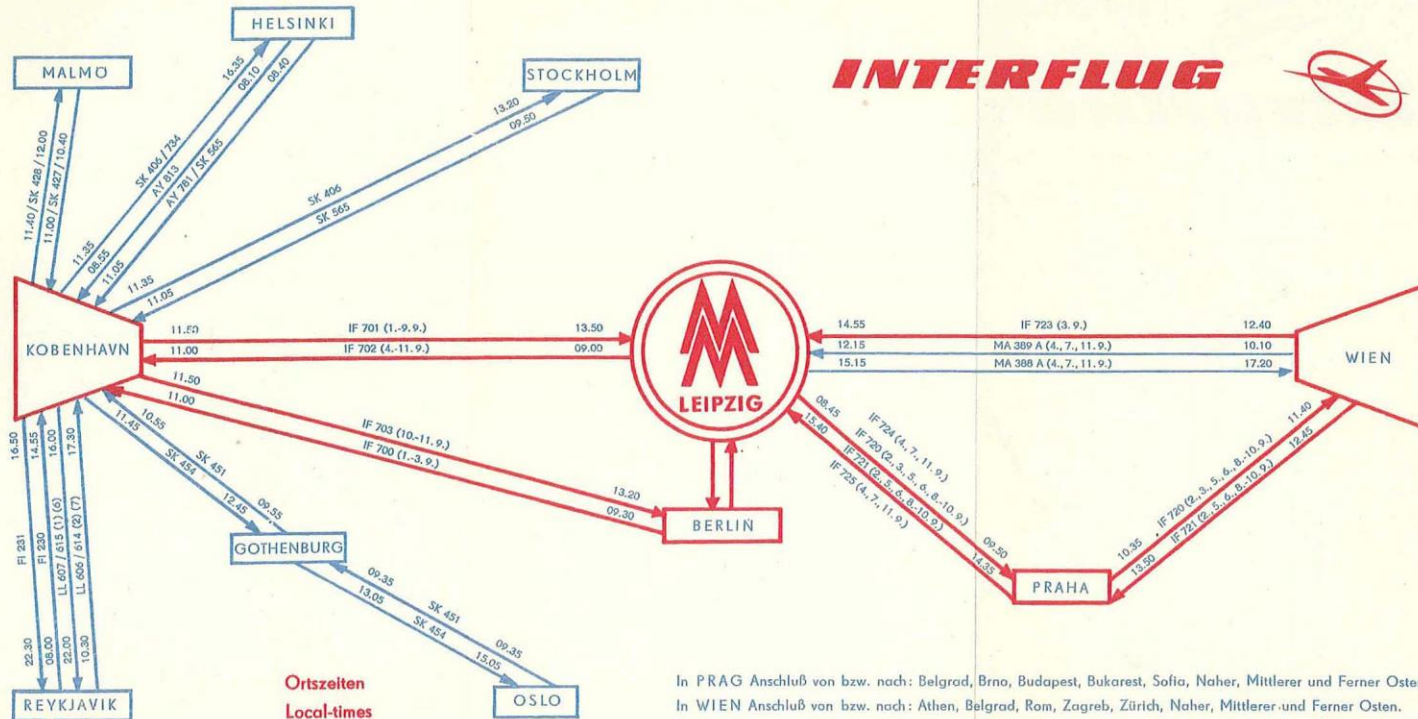 HELSINKI
MALMÖ
STOCKHOLM
INTERFLUG
16.35
08.10
08.40
13.20
09.50
11.40 / SK 428 / 12.00
11.00 / SK 427 / 10.40
SK 406 / 734
AY 813
AY 781 / SK 565
SK 406
SK 565
11.35
08.55
11.05
11.35
11.05
KOBENHAVN
11.50 IF 701 (1.-9. 9.) 13.50
11.00 IF 702 (4.-11. 9.) 09.00
LEIPZIG
14.55 IF 723 (3. 9.) 12.40
12.15 MA 389 A (4., 7., 11. 9.) 10.10
15.15 MA 388 A (4., 7., 11. 9.) 17.20
WIEN
11.50
11.00
IF 703 (10.-11. 9.)
IF 700 (1.-3. 9.)
13.20
09.30
BERLIN
08.45
15.40
IF 724 (4., 7., 11. 9.)
IF 720 (2., 3., 5., 6., 8.-10. 9.)
IF 721 (2., 5., 6., 8.-10. 9.)
IF 725 (4., 7., 11. 9.)
09.50
14.35
PRAHA
10.35
13.50
IF 720 (2., 3., 5., 6., 8.-10. 9.)
IF 721 (2., 5., 6., 8.-10. 9.)
11.40
12.45
10.55
11.45
SK 451
SK 454
09.55
12.45
GOTHENBURG
09.35
13.05
SK 451
SK 454
09.35
15.05
OSLO
16.50
14.55
16.00
17.30
FI 231
FI 230
LL 607 / 615 (1) (6)
LL 606 / 614 (2) (7)
22.30
08.00
22.00
10.30
REYKJAVIK
Ortszeiten
Local-times
In PRAG Anschluß von bzw. nach: Belgrad, Brno, Budapest, Bukarest, Sofia, Naher, Mittlerer und Ferner Osten
In WIEN Anschluß von bzw. nach: Athen, Belgrad, Rom, Zagreb, Zürich, Naher, Mittlerer und Ferner Osten.